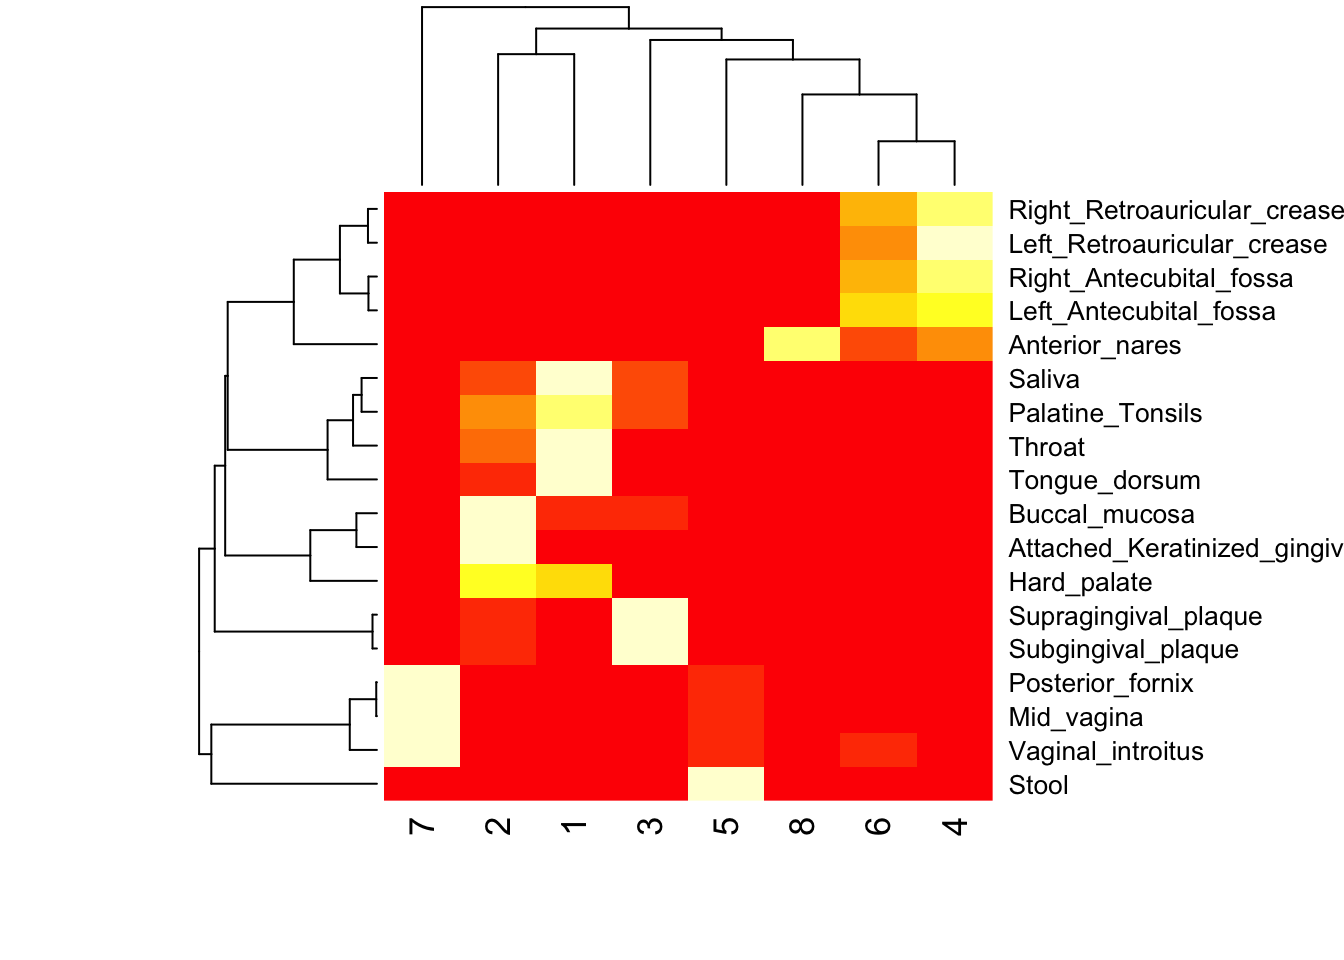 Right_Retroauricular_crease
Left_Retroauricular_crease
Right_Antecubital_fossa
Left_Antecubital_fossa
Anterior_nares
Saliva
Palatine_Tonsils
Throat
Tongue_dorsum
Buccal_mucosa
Attached_Keratinized_gingiv
Hard_palate
Supragingival_plaque
Subgingival_plaque
Posterior_fornix
Mid_vagina
Vaginal_introitus
Stool
7 2 1 3 5 8 6 4